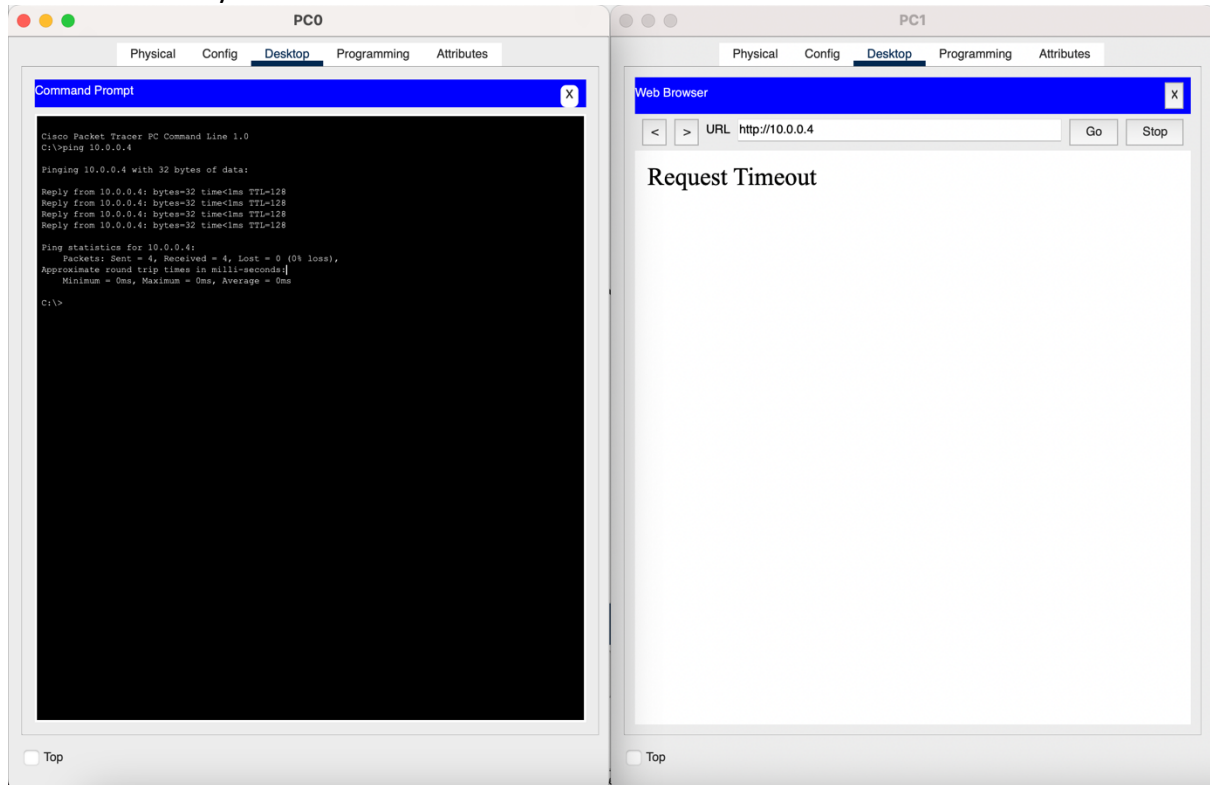 PC0
Physical Config Desktop Programming Attributes
Command Prompt
X
Cisco Packet Tracer PC Command Line 1.0
C:\>ping 10.0.0.4
Pinging 10.0.0.4 with 32 bytes of data:
Reply from 10.0.0.4: bytes=32 time<1ms TTL=128
Reply from 10.0.0.4: bytes=32 time<1ms TTL=128
Reply from 10.0.0.4: bytes=32 time<1ms TTL=128
Reply from 10.0.0.4: bytes=32 time<1ms TTL=128
Ping statistics for 10.0.0.4:
Packets: Sent = 4, Received = 4, Lost = 0 (0% loss),
Approximate round trip times in milli-seconds:
Minimum = 0ms, Maximum = 0ms, Average = 0ms
C:\>
Top
PC1
Physical Config Desktop Programming Attributes
Web Browser
X
< > URL http://10.0.0.4 Go Stop
Request Timeout
Top